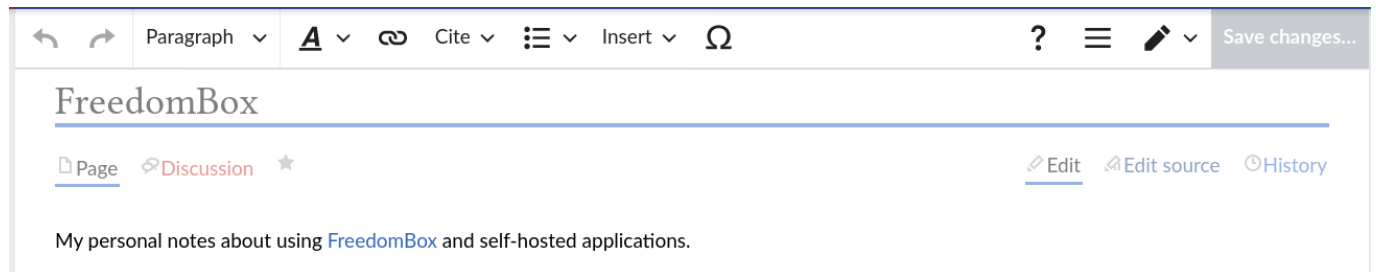 Paragraph A Cite Insert Ω ? Save changes...
FreedomBox
Page Discussion Edit Edit source History
My personal notes about using FreedomBox and self-hosted applications.